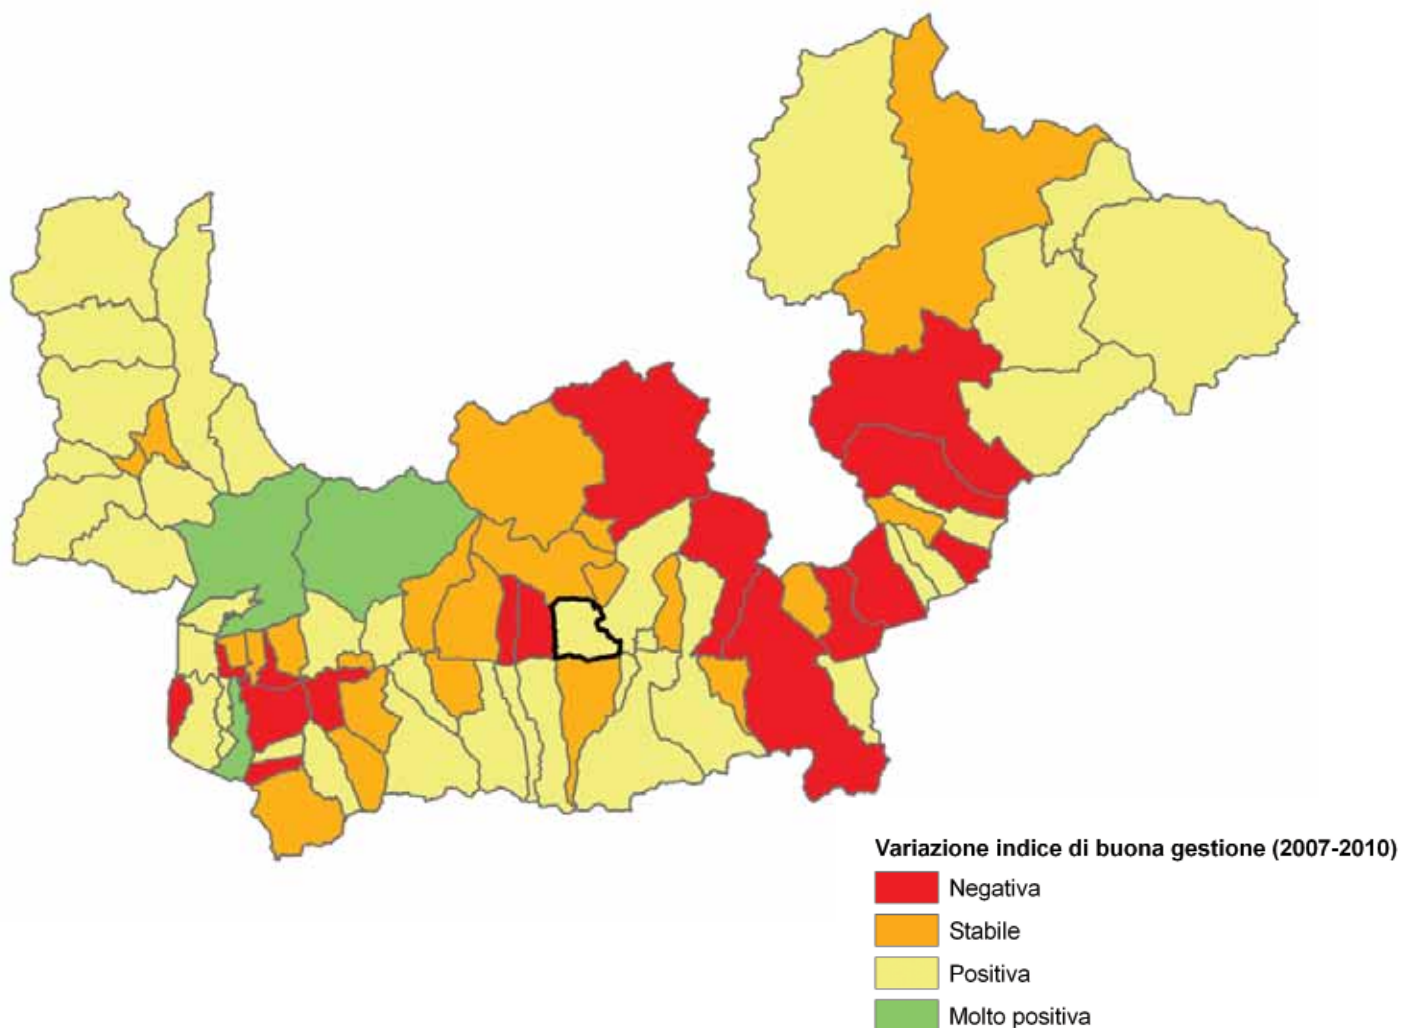 Variazione indice di buona gestione (2007-2010)
Negativa
Stabile
Positiva
Molto positiva